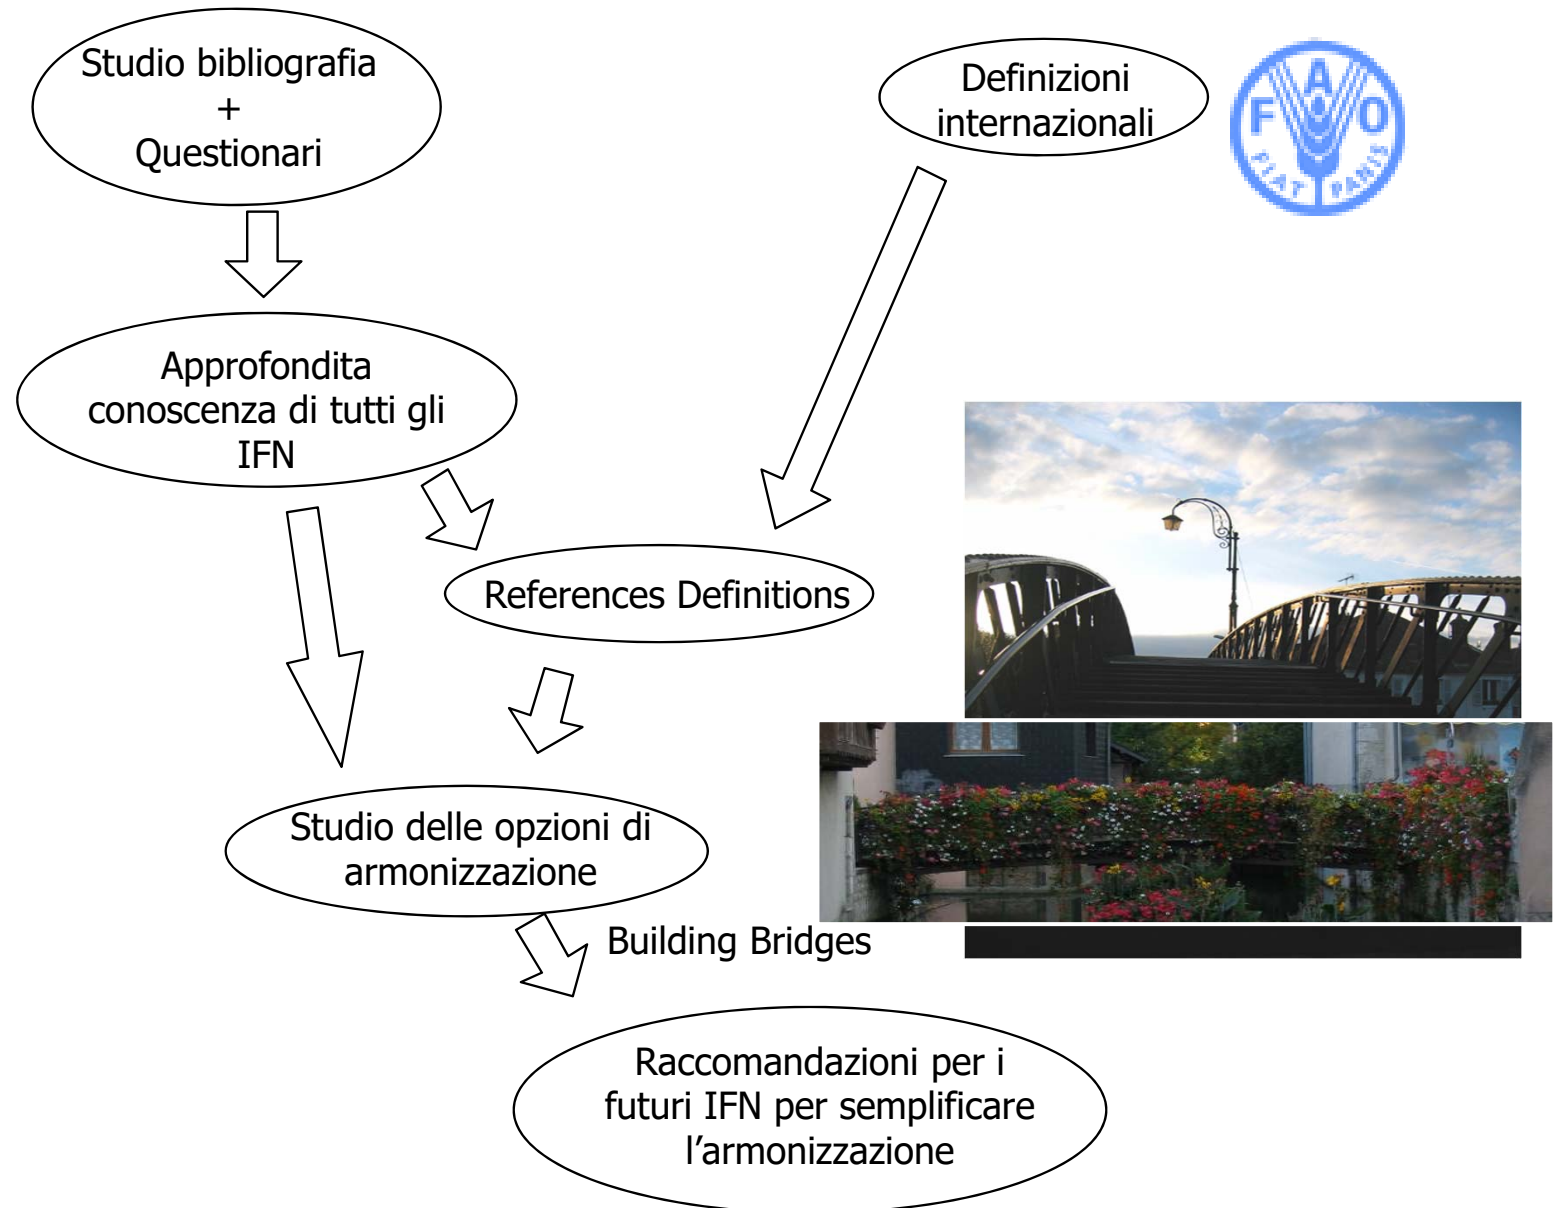 Studio bibliografia
+
Questionari
Definizioni
internazionali
F A O
FIAT PANIS
Approfondita
conoscenza di tutti gli
IFN
References Definitions
Studio delle opzioni di
armonizzazione
Building Bridges
Raccomandazioni per i
futuri IFN per semplificare
l’armonizzazione